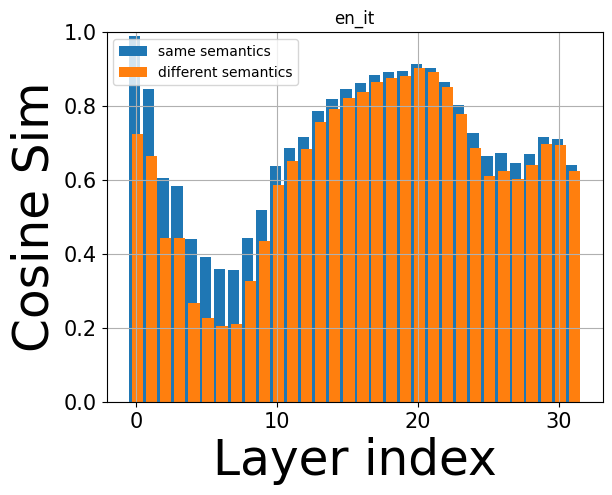 en_it
same semantics
different semantics
Cosine Sim
1.0
0.8
0.6
0.4
0.2
0.0
0 10 20 30
Layer index